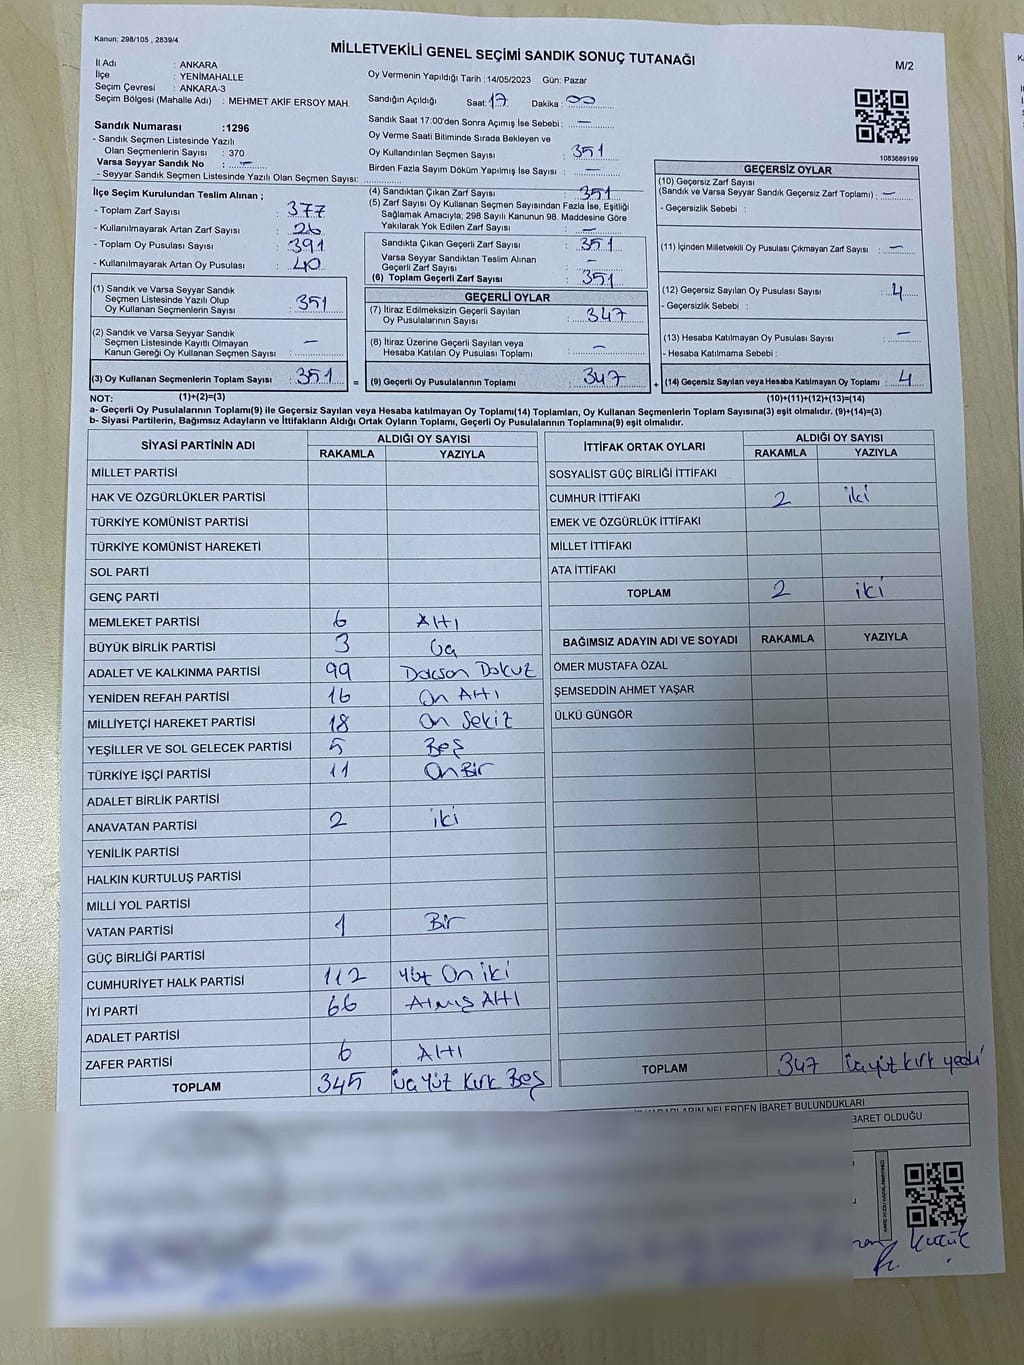 Kanun: 298/105 , 2839/4
MİLLETVEKİLİ GENEL SEÇİMİ SANDIK SONUÇ TUTANAĞI
M/2
İl Adı : ANKARA
İlçe : YENİMAHALLE
Seçim Çevresi : ANKARA-3
Seçim Bölgesi (Mahalle Adı) : MEHMET AKİF ERSOY MAH.
Oy Vermenin Yapıldığı Tarih :14/05/2023 Gün: Pazar
Sandığın Açıldığı Saat: 17 Dakika : 00
Sandık Saat 17:00'den Sonra Açımış İse Sebebi : —
Oy Verme Saati Bitiminde Sırada Bekleyen ve
Oy Kullandırılan Seçmen Sayısı : 351
Birden Fazla Sayım Döküm Yapılmış İse Sayısı : —
Sandık Numarası :1296
- Sandık Seçmen Listesinde Yazılı
Olan Seçmenlerin Sayısı : 370
Varsa Seyyar Sandık No : —
- Seyyar Sandık Seçmen Listesinde Yazılı Olan Seçmen Sayısı:
1083689199
İlçe Seçim Kurulundan Teslim Alınan ;
- Toplam Zarf Sayısı : 377
- Kullanılmayarak Artan Zarf Sayısı : 26
- Toplam Oy Pusulası Sayısı : 391
- Kullanılmayarak Artan Oy Pusulası : 40
(1) Sandık ve Varsa Seyyar Sandık
Seçmen Listesinde Yazılı Olup
Oy Kullanan Seçmenlerin Sayısı : 351
(2) Sandık ve Varsa Seyyar Sandık
Seçmen Listesinde Kayıtlı Olmayan
Kanun Gereği Oy Kullanan Seçmen Sayısı : —
(3) Oy Kullanan Seçmenlerin Toplam Sayısı : 351 =
(4) Sandıktan Çıkan Zarf Sayısı : 351
(5) Zarf Sayısı Oy Kullanan Seçmen Sayısından Fazla İse, Eşitliği
Sağlamak Amacıyla; 298 Sayılı Kanunun 98. Maddesine Göre
Yakılarak Yok Edilen Zarf Sayısı : —
Sandıkta Çıkan Geçerli Zarf Sayısı : 351
Varsa Seyyar Sandıktan Teslim Alınan
Geçerli Zarf Sayısı : —
(6) Toplam Geçerli Zarf Sayısı : 351
GEÇERLİ OYLAR
(7) İtiraz Edilmeksizin Geçerli Sayılan
Oy Pusulalarının Sayısı : 347
(8) İtiraz Üzerine Geçerli Sayılan veya
Hesaba Katılan Oy Pusulası Toplamı : —
(9) Geçerli Oy Pusulalarının Toplamı : 347 +
GEÇERSİZ OYLAR
(10) Geçersiz Zarf Sayısı
(Sandık ve Varsa Seyyar Sandık Geçersiz Zarf Toplamı) : —
- Geçersizlik Sebebi :
(11) İçinden Milletvekili Oy Pusulası Çıkmayan Zarf Sayısı : —
(12) Geçersiz Sayılan Oy Pusulası Sayısı : 4
- Geçersizlik Sebebi :
(13) Hesaba Katılmayan Oy Pusulası Sayısı : —
- Hesaba Katılmama Sebebi :
(14) Geçersiz Sayılan veya Hesaba Katılmayan Oy Toplamı : 4
NOT: (1)+(2)=(3) (10)+(11)+(12)+(13)=(14)
a- Geçerli Oy Pusulalarının Toplamı(9) ile Geçersiz Sayılan veya Hesaba katılmayan Oy Toplamı(14) Toplamları, Oy Kullanan Seçmenlerin Toplam Sayısına(3) eşit olmalıdır. (9)+(14)=(3)
b- Siyasi Partilerin, Bağımsız Adayların ve İttifakların Aldığı Ortak Oyların Toplamı, Geçerli Oy Pusulalarının Toplamına(9) eşit olmalıdır.
SİYASİ PARTİNİN ADI ALDIĞI OY SAYISI
RAKAMLA YAZIYLA
MİLLET PARTİSİ
HAK VE ÖZGÜRLÜKLER PARTİSİ
TÜRKİYE KOMÜNİST PARTİSİ
TÜRKİYE KOMÜNİST HAREKETİ
SOL PARTİ
GENÇ PARTİ
MEMLEKET PARTİSİ 6 Altı
BÜYÜK BİRLİK PARTİSİ 3 Üç
ADALET VE KALKINMA PARTİSİ 99 Doksan Dokuz
YENİDEN REFAH PARTİSİ 16 On Altı
MİLLİYETÇİ HAREKET PARTİSİ 18 On Sekiz
YEŞİLLER VE SOL GELECEK PARTİSİ 5 Beş
TÜRKİYE İŞÇİ PARTİSİ 11 On Bir
ADALET BİRLİK PARTİSİ
ANAVATAN PARTİSİ 2 iki
YENİLİK PARTİSİ
HALKIN KURTULUŞ PARTİSİ
MİLLİ YOL PARTİSİ
VATAN PARTİSİ 1 Bir
GÜÇ BİRLİĞİ PARTİSİ
CUMHURİYET HALK PARTİSİ 112 Yüz On iki
İYİ PARTİ 66 Atmış Altı
ADALET PARTİSİ
ZAFER PARTİSİ 6 Altı
TOPLAM 345 Üç Yüz Kırk Beş
İTTİFAK ORTAK OYLARI ALDIĞI OY SAYISI
RAKAMLA YAZIYLA
SOSYALİST GÜÇ BİRLİĞİ İTTİFAKI
CUMHUR İTTİFAKI 2 iki
EMEK VE ÖZGÜRLÜK İTTİFAKI
MİLLET İTTİFAKI
ATA İTTİFAKI
TOPLAM 2 iki
BAĞIMSIZ ADAYIN ADI VE SOYADI RAKAMLA YAZIYLA
ÖMER MUSTAFA ÖZAL
ŞEMSEDDİN AHMET YAŞAR
ÜLKÜ GÜNGÖR
TOPLAM 347 Üçyüz kırk yedi
NELERDEN İBARET BULUNDUKLARI
BARET OLDUĞU
Küçük